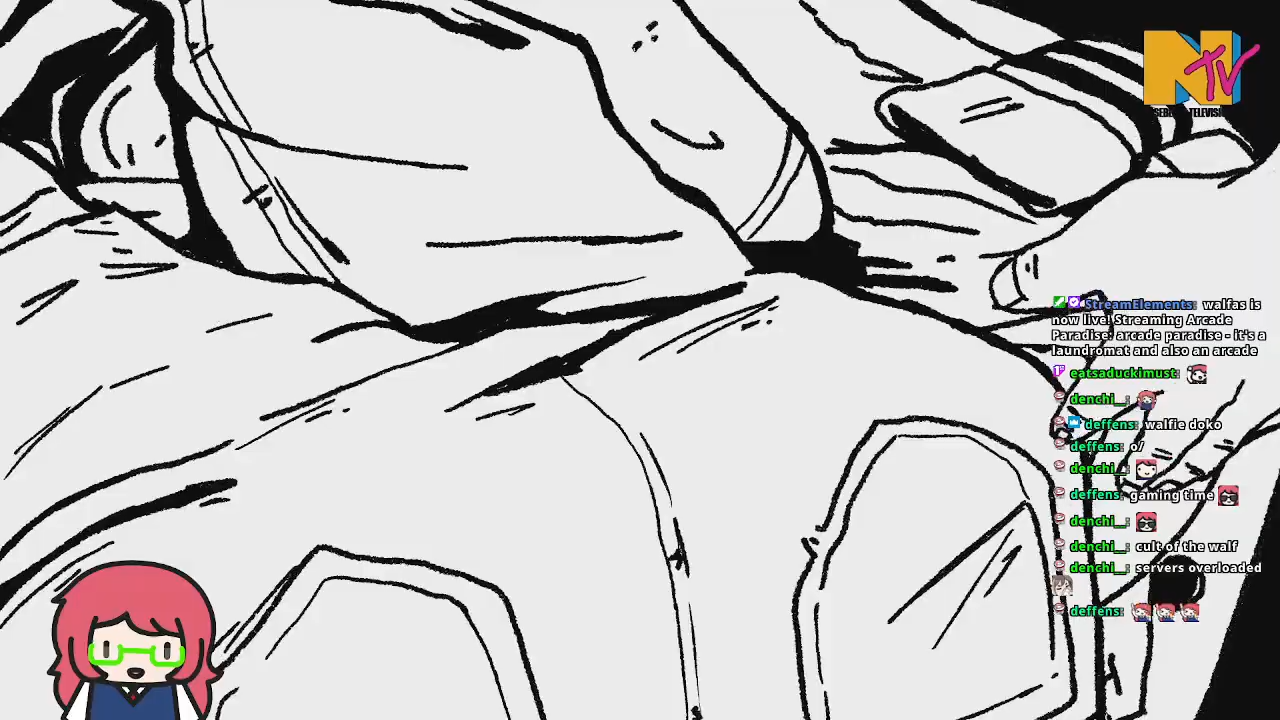 N
TV
StreamElements: walfas is
now live! Streaming Arcade
Paradise: arcade paradise - it's a
laundromat and also an arcade
eatsaduckimust:
denchi__:
deffens: walfie doko
deffens: o/
denchi__:
deffens: gaming time
denchi__:
denchi__: cult of the walf
denchi__: servers overloaded
deffens: